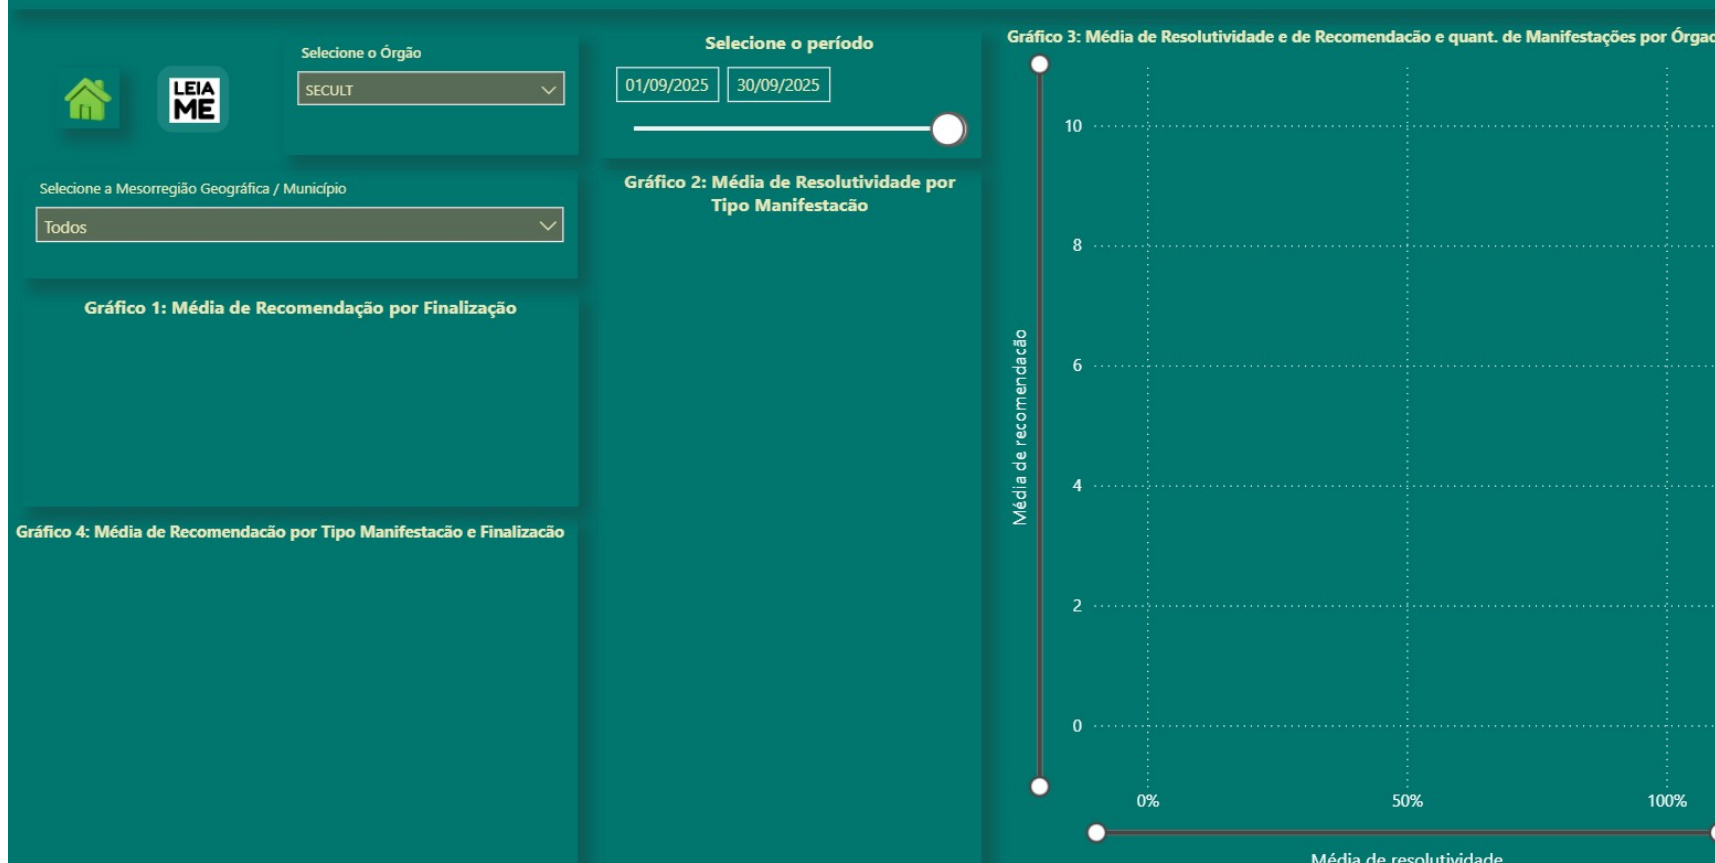 Selecione o Órgão
SECULT
LEIA
ME
Selecione a Mesorregião Geográfica / Município
Todos
Gráfico 1: Média de Recomendação por Finalização
Gráfico 4: Média de Recomendacão por Tipo Manifestacão e Finalizacão
Selecione o período
01/09/2025
30/09/2025
Gráfico 2: Média de Resolutividade por
Tipo Manifestacão
Gráfico 3: Média de Resolutividade e de Recomendacão e quant. de Manifestações por Órgao
Média de recomendacão
10
8
6
4
2
0
0%
50%
100%
Média de resolutividade